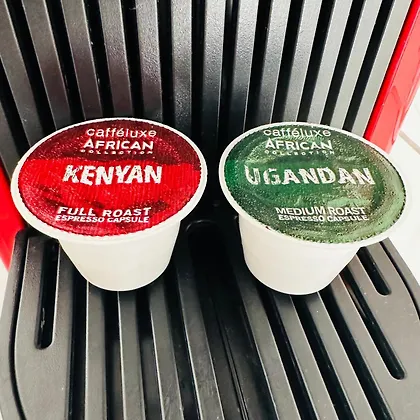 cafféluxe
AFRICAN
COLLECTION
KENYAN
FULL ROAST
ESPRESSO CAPSULE
cafféluxe
AFRICAN
COLLECTION
UGANDAN
MEDIUM ROAST
ESPRESSO CAPSULE